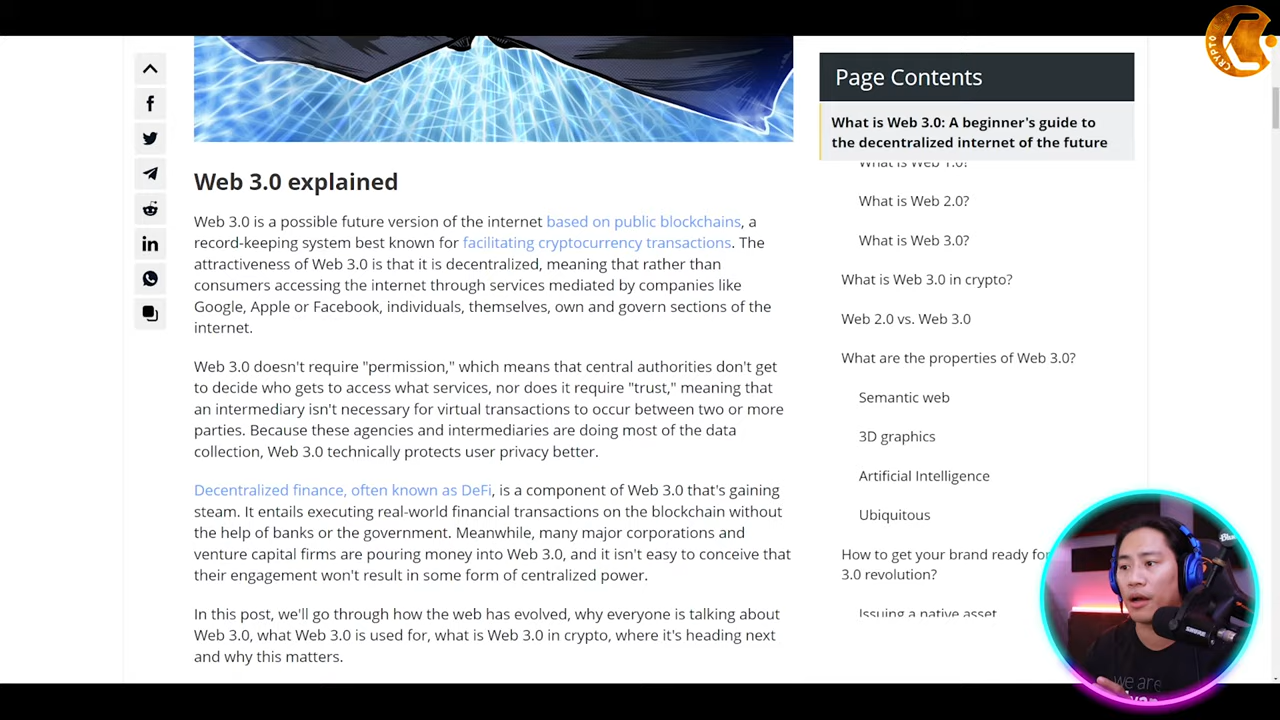 CRYPTO
Page Contents
What is Web 3.0: A beginner's guide to
the decentralized internet of the future
What is Web 1.0?
What is Web 2.0?
What is Web 3.0?
What is Web 3.0 in crypto?
Web 2.0 vs. Web 3.0
What are the properties of Web 3.0?
Semantic web
3D graphics
Artificial Intelligence
Ubiquitous
How to get your brand ready for
3.0 revolution?
Issuing a native asset
Web 3.0 explained
Web 3.0 is a possible future version of the internet based on public blockchains, a
record-keeping system best known for facilitating cryptocurrency transactions. The
attractiveness of Web 3.0 is that it is decentralized, meaning that rather than
consumers accessing the internet through services mediated by companies like
Google, Apple or Facebook, individuals, themselves, own and govern sections of the
internet.
Web 3.0 doesn't require "permission," which means that central authorities don't get
to decide who gets to access what services, nor does it require "trust," meaning that
an intermediary isn't necessary for virtual transactions to occur between two or more
parties. Because these agencies and intermediaries are doing most of the data
collection, Web 3.0 technically protects user privacy better.
Decentralized finance, often known as DeFi, is a component of Web 3.0 that's gaining
steam. It entails executing real-world financial transactions on the blockchain without
the help of banks or the government. Meanwhile, many major corporations and
venture capital firms are pouring money into Web 3.0, and it isn't easy to conceive that
their engagement won't result in some form of centralized power.
In this post, we'll go through how the web has evolved, why everyone is talking about
Web 3.0, what Web 3.0 is used for, what is Web 3.0 in crypto, where it's heading next
and why this matters.
SHURE
we are